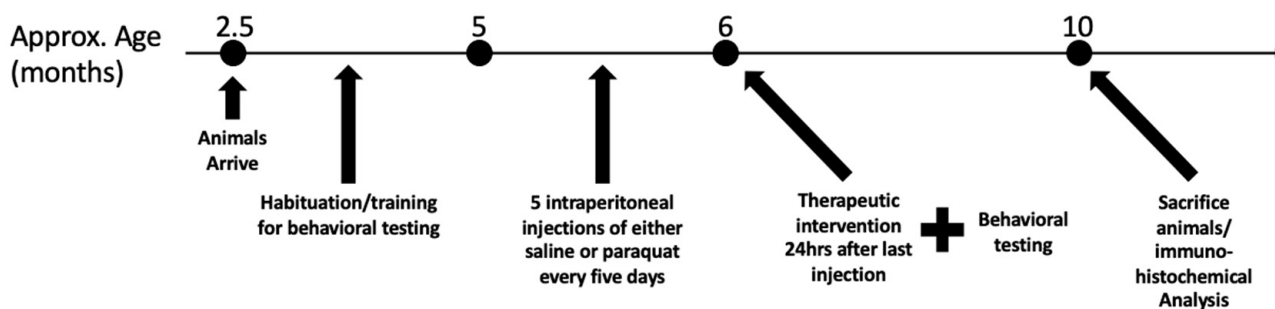 Approx. Age
(months)
2.5
5
6
10
Animals
Arrive
Habituation/training
for behavioral testing
5 intraperitoneal
injections of either
saline or paraquat
every five days
Therapeutic
intervention
24hrs after last
injection
Behavioral
testing
Sacrifice
animals/
immuno-
histochemical
Analysis